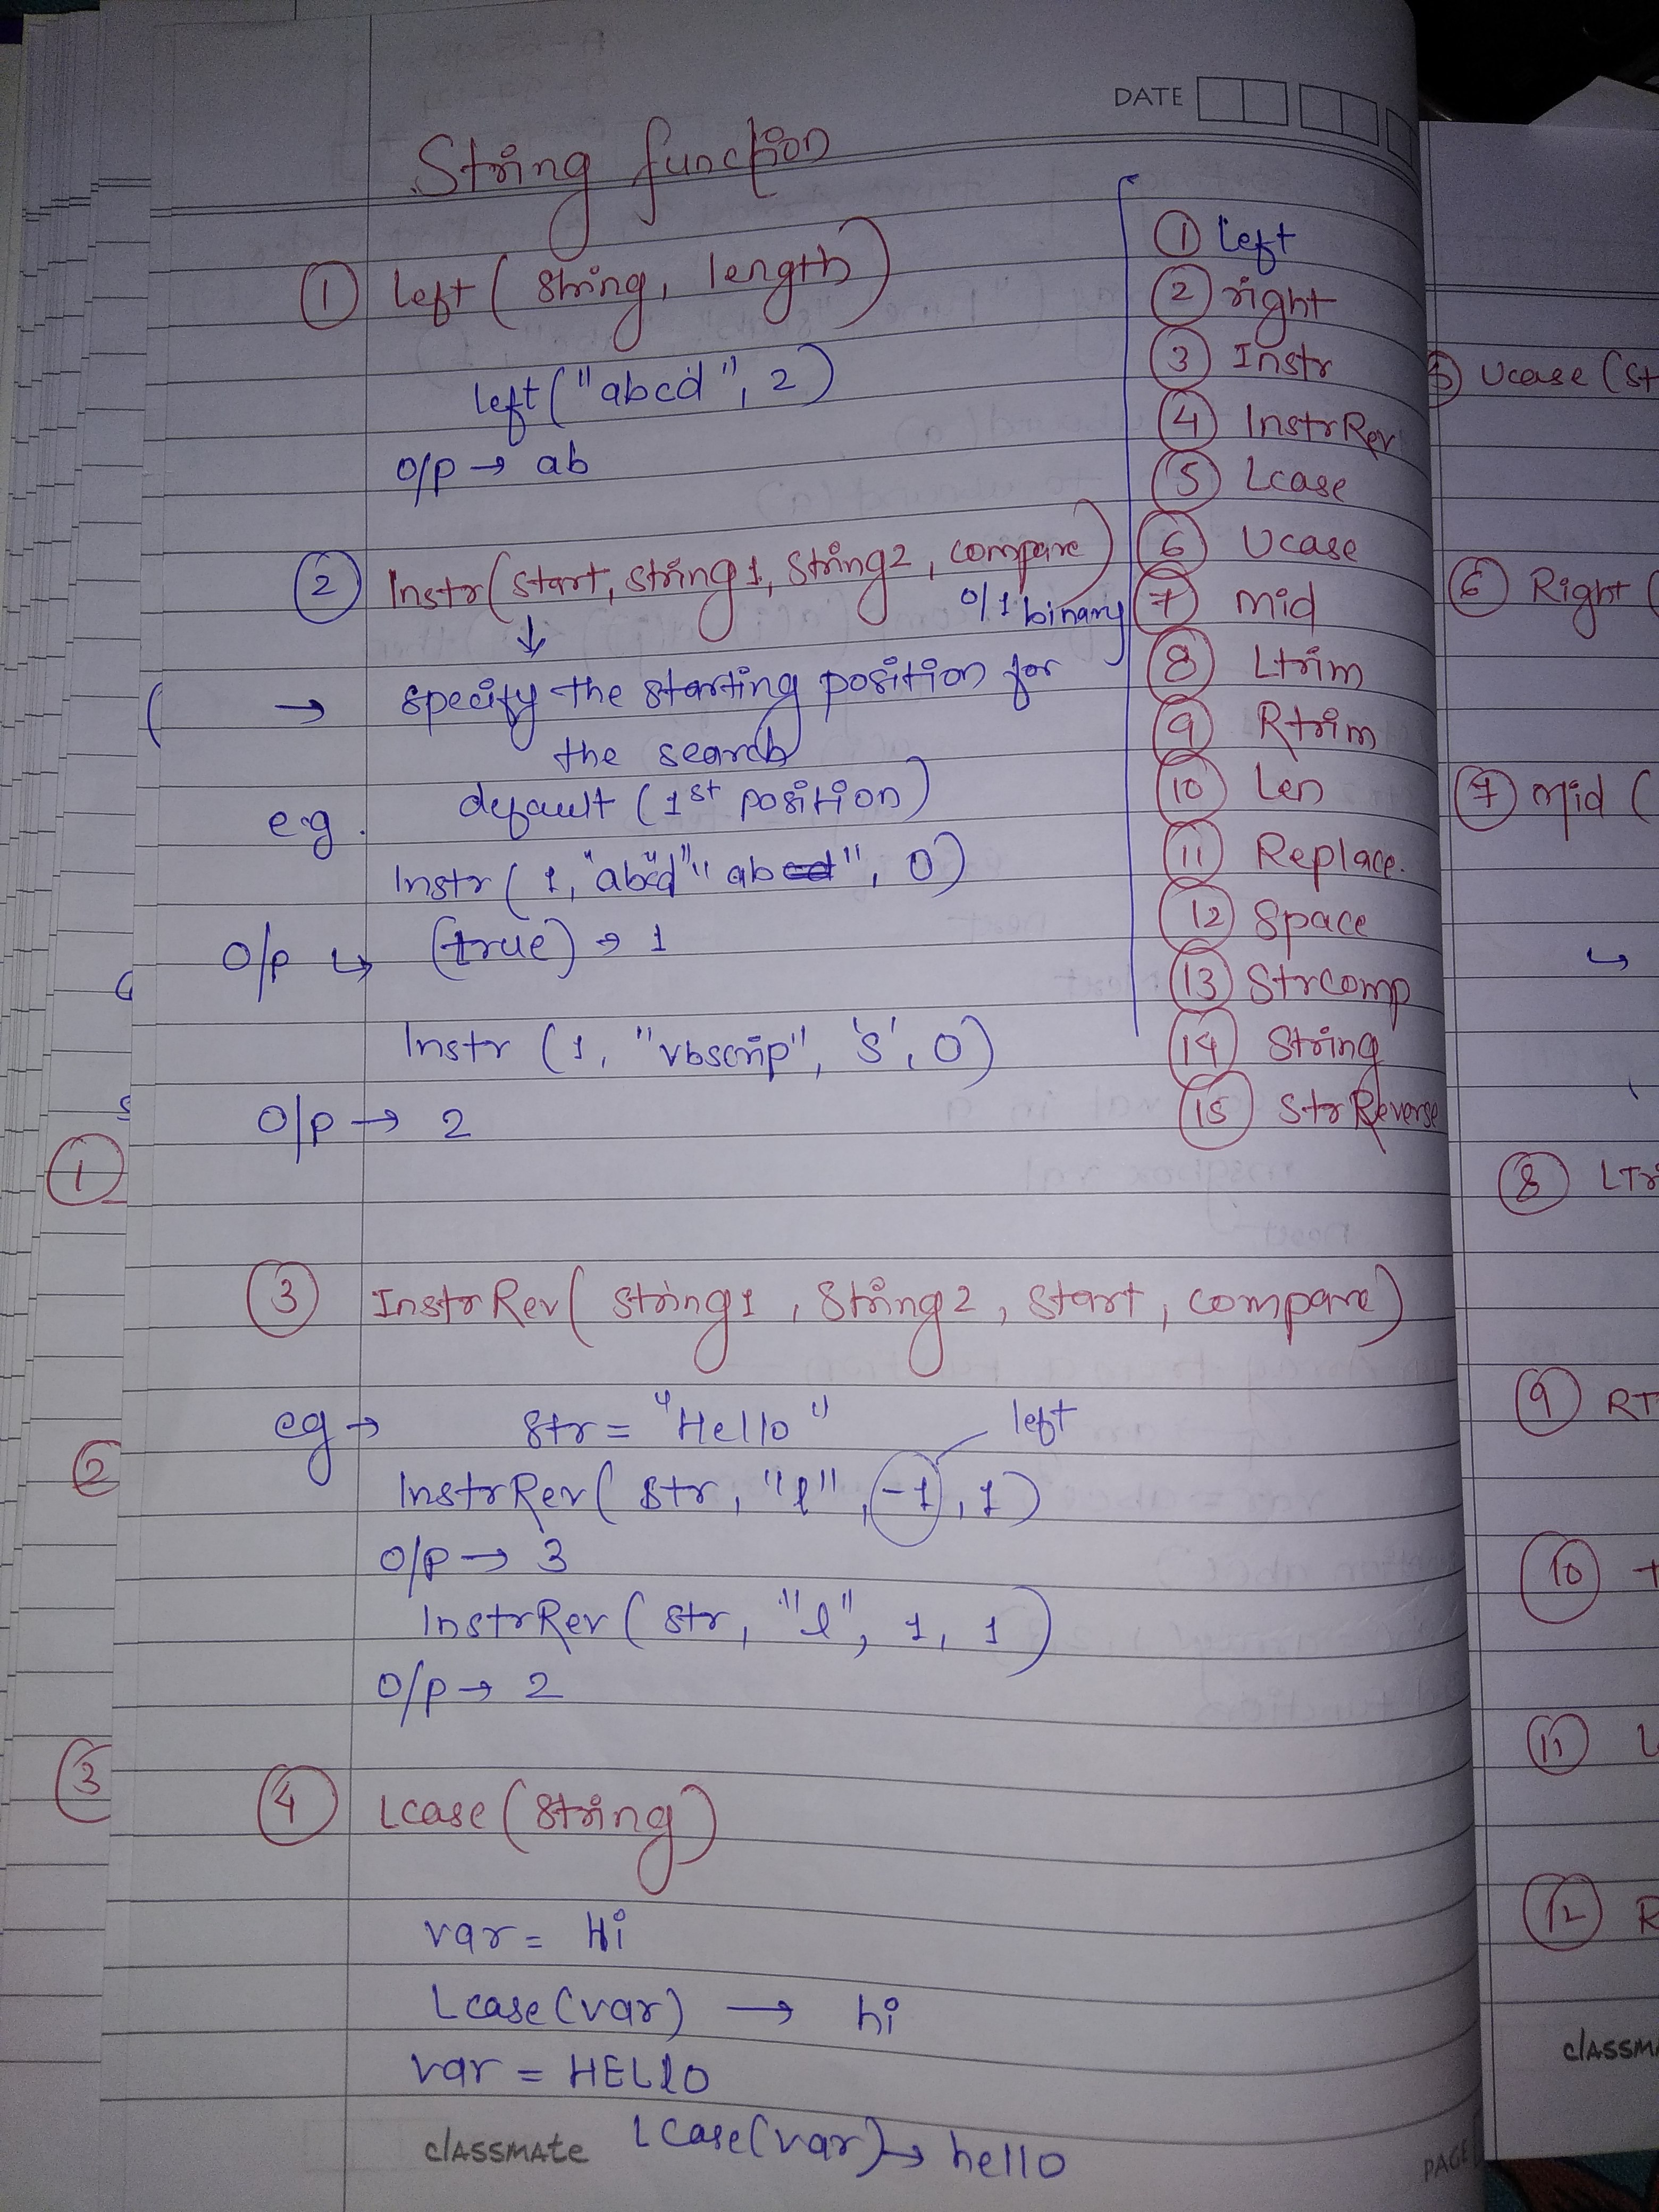 DATE
String function
① left ( string, length )
left ("abcd", 2)
o/p → ab
② Instr ( start, string1, string2, compare )
0/1 binary
↓
→ specify the starting position for
the search
default (1st position)
e.g.
Instr ( 1, "abcd" "ab", 0)
o/p ↳ (true) → 1
Instr (1, "vbscrip", 's', 0)
o/p → 2
③ InstrRev( string1, string2, start, compare)
eg → str = "Hello"
left
InstrRev( str, "l", -1, 1)
o/p → 3
InstrRev( str, "l", 1, 1)
o/p → 2
④ Lcase (string)
var = Hi
Lcase (var) → hi
var = HELlO
Lcase(var) → hello
classmate
PAGE
① left
② right
③ Instr
④ InstrRev
⑤ Lcase
⑥ Ucase
⑦ mid
⑧ Ltrim
⑨ Rtrim
⑩ Len
⑪ Replace.
⑫ Space
⑬ Strcomp
⑭ String
⑮ StrReverse
①
②
③
⑤ Ucase (st
⑥ Right (
⑦ mid (
↳
⑧ LTr
⑨ RT
⑩
⑪ L
⑫ R
classm